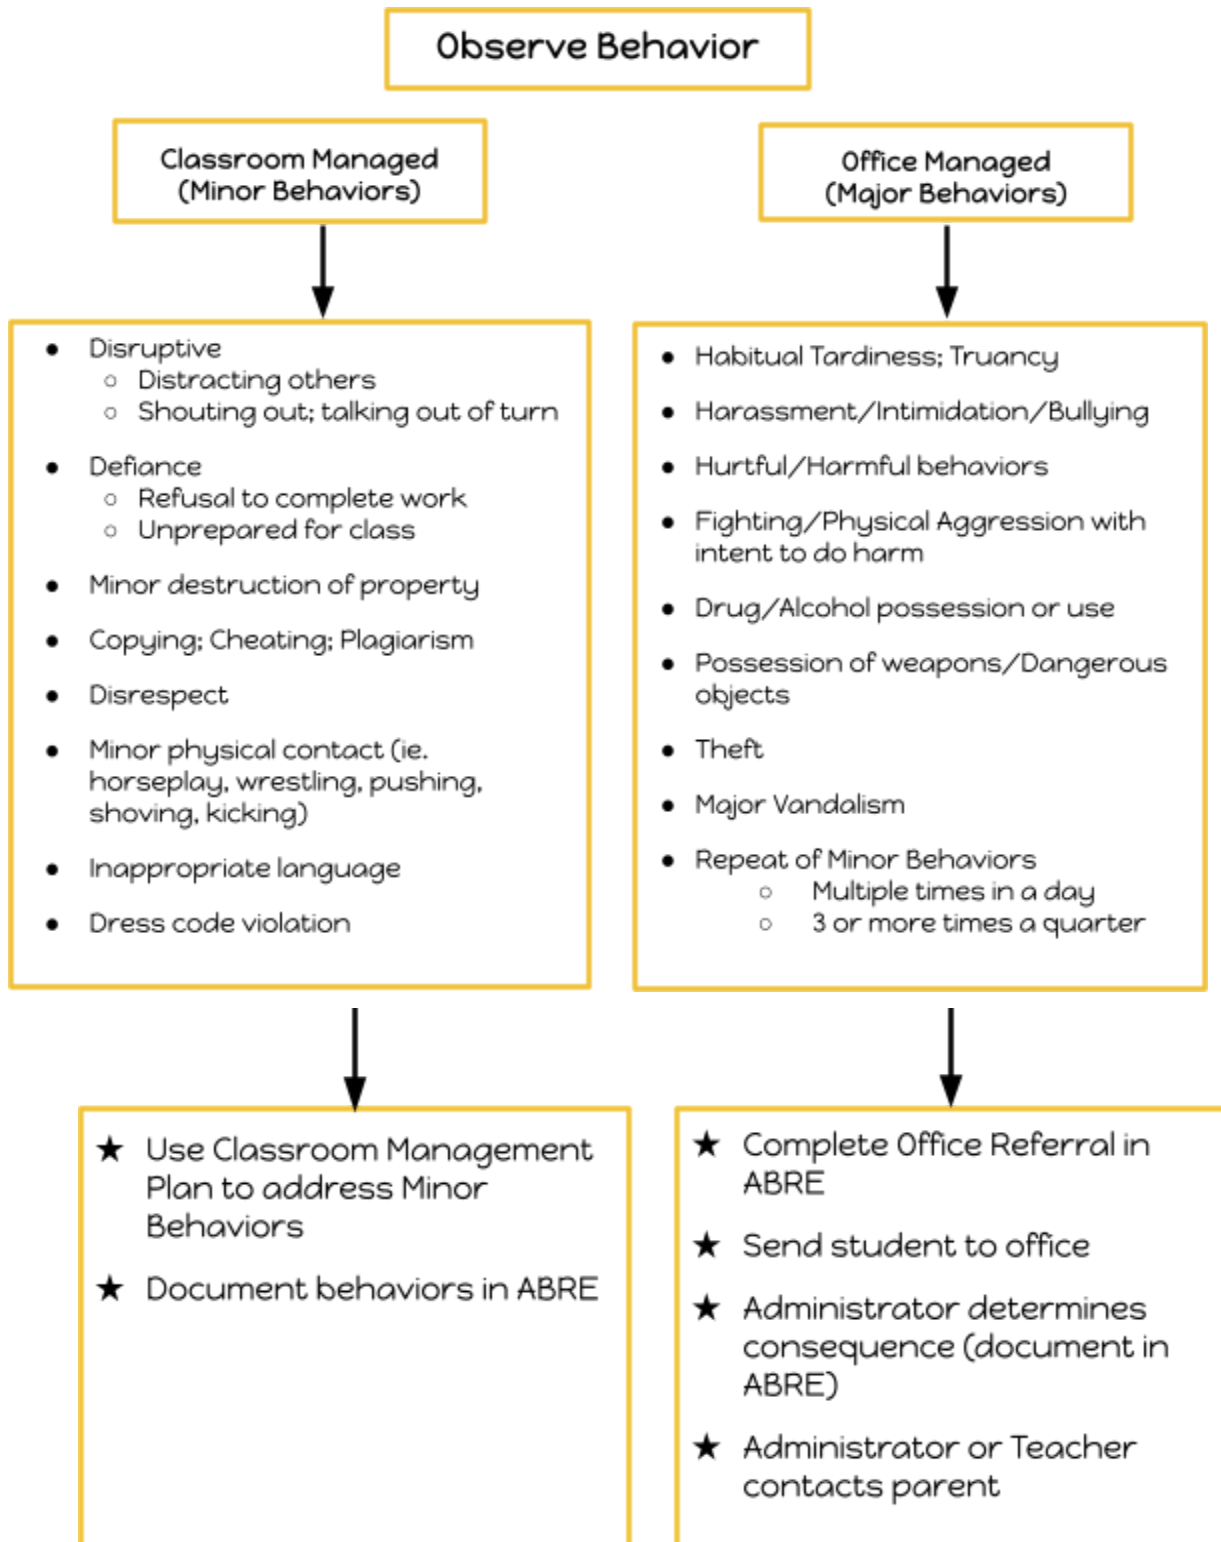 Observe Behavior
Classroom Managed
(Minor Behaviors)
● Disruptive
○ Distracting others
○ Shouting out; talking out of turn
● Defiance
○ Refusal to complete work
○ Unprepared for class
● Minor destruction of property
● Copying; Cheating; Plagiarism
● Disrespect
● Minor physical contact (ie.
horseplay, wrestling, pushing,
shoving, kicking)
● Inappropriate language
● Dress code violation
★ Use Classroom Management
Plan to address Minor
Behaviors
★ Document behaviors in ABRE
Office Managed
(Major Behaviors)
● Habitual Tardiness; Truancy
● Harassment/Intimidation/Bullying
● Hurtful/Harmful behaviors
● Fighting/Physical Aggression with
intent to do harm
● Drug/Alcohol possession or use
● Possession of weapons/Dangerous
objects
● Theft
● Major Vandalism
● Repeat of Minor Behaviors
○ Multiple times in a day
○ 3 or more times a quarter
★ Complete Office Referral in
ABRE
★ Send student to office
★ Administrator determines
consequence (document in
ABRE)
★ Administrator or Teacher
contacts parent